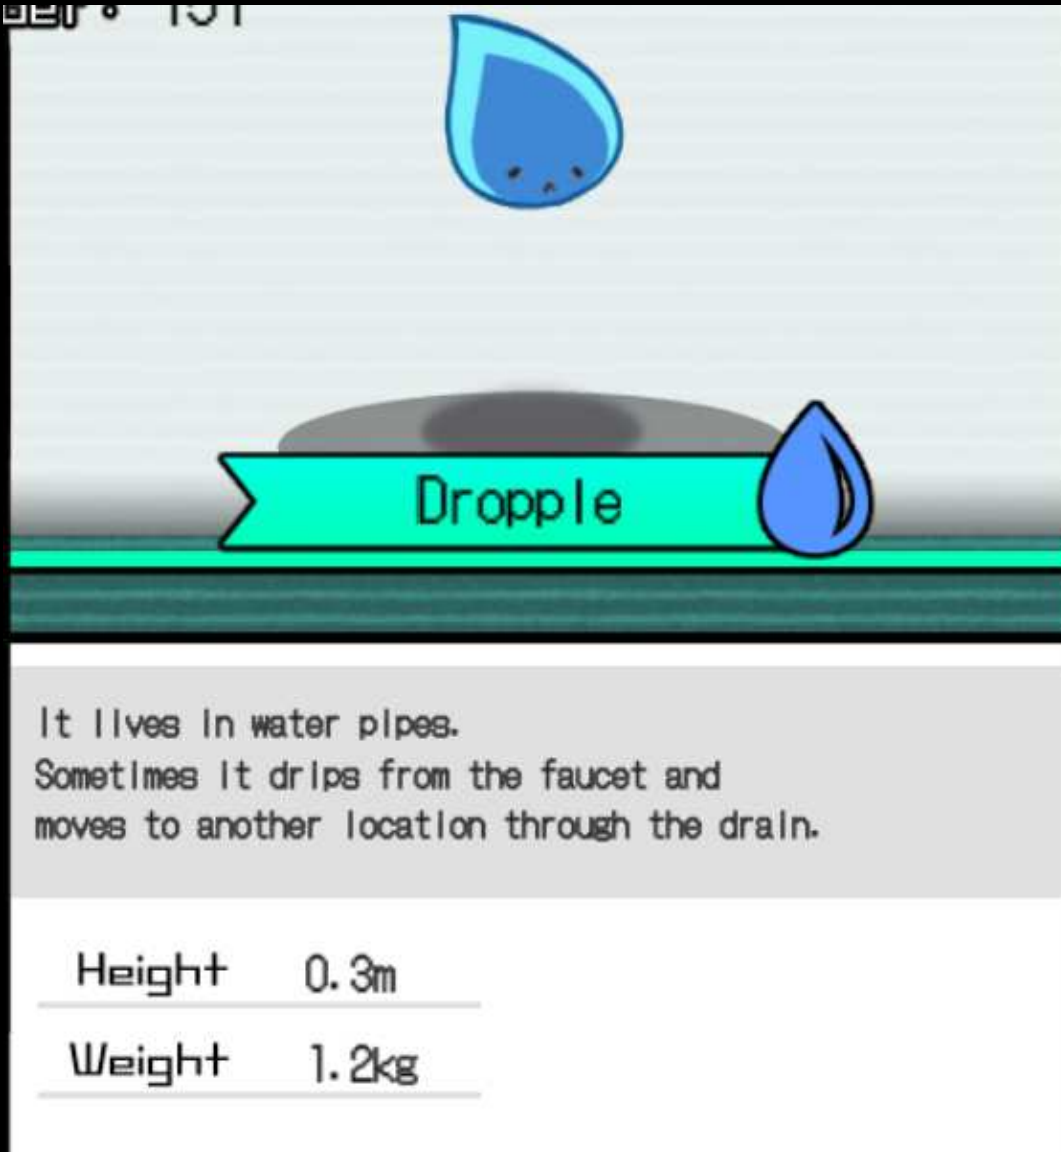 Dropple
It lives in water pipes.
Sometimes it drips from the faucet and
moves to another location through the drain.
Height 0.3m
Weight 1.2kg